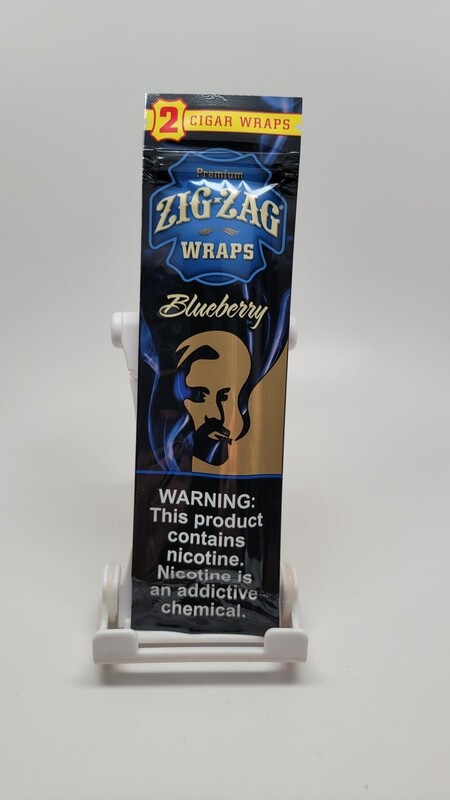 2 CIGAR WRAPS
Premium
ZIG-ZAG®
WRAPS
Blueberry
WARNING:
This product
contains
nicotine.
Nicotine is
an addictive
chemical.